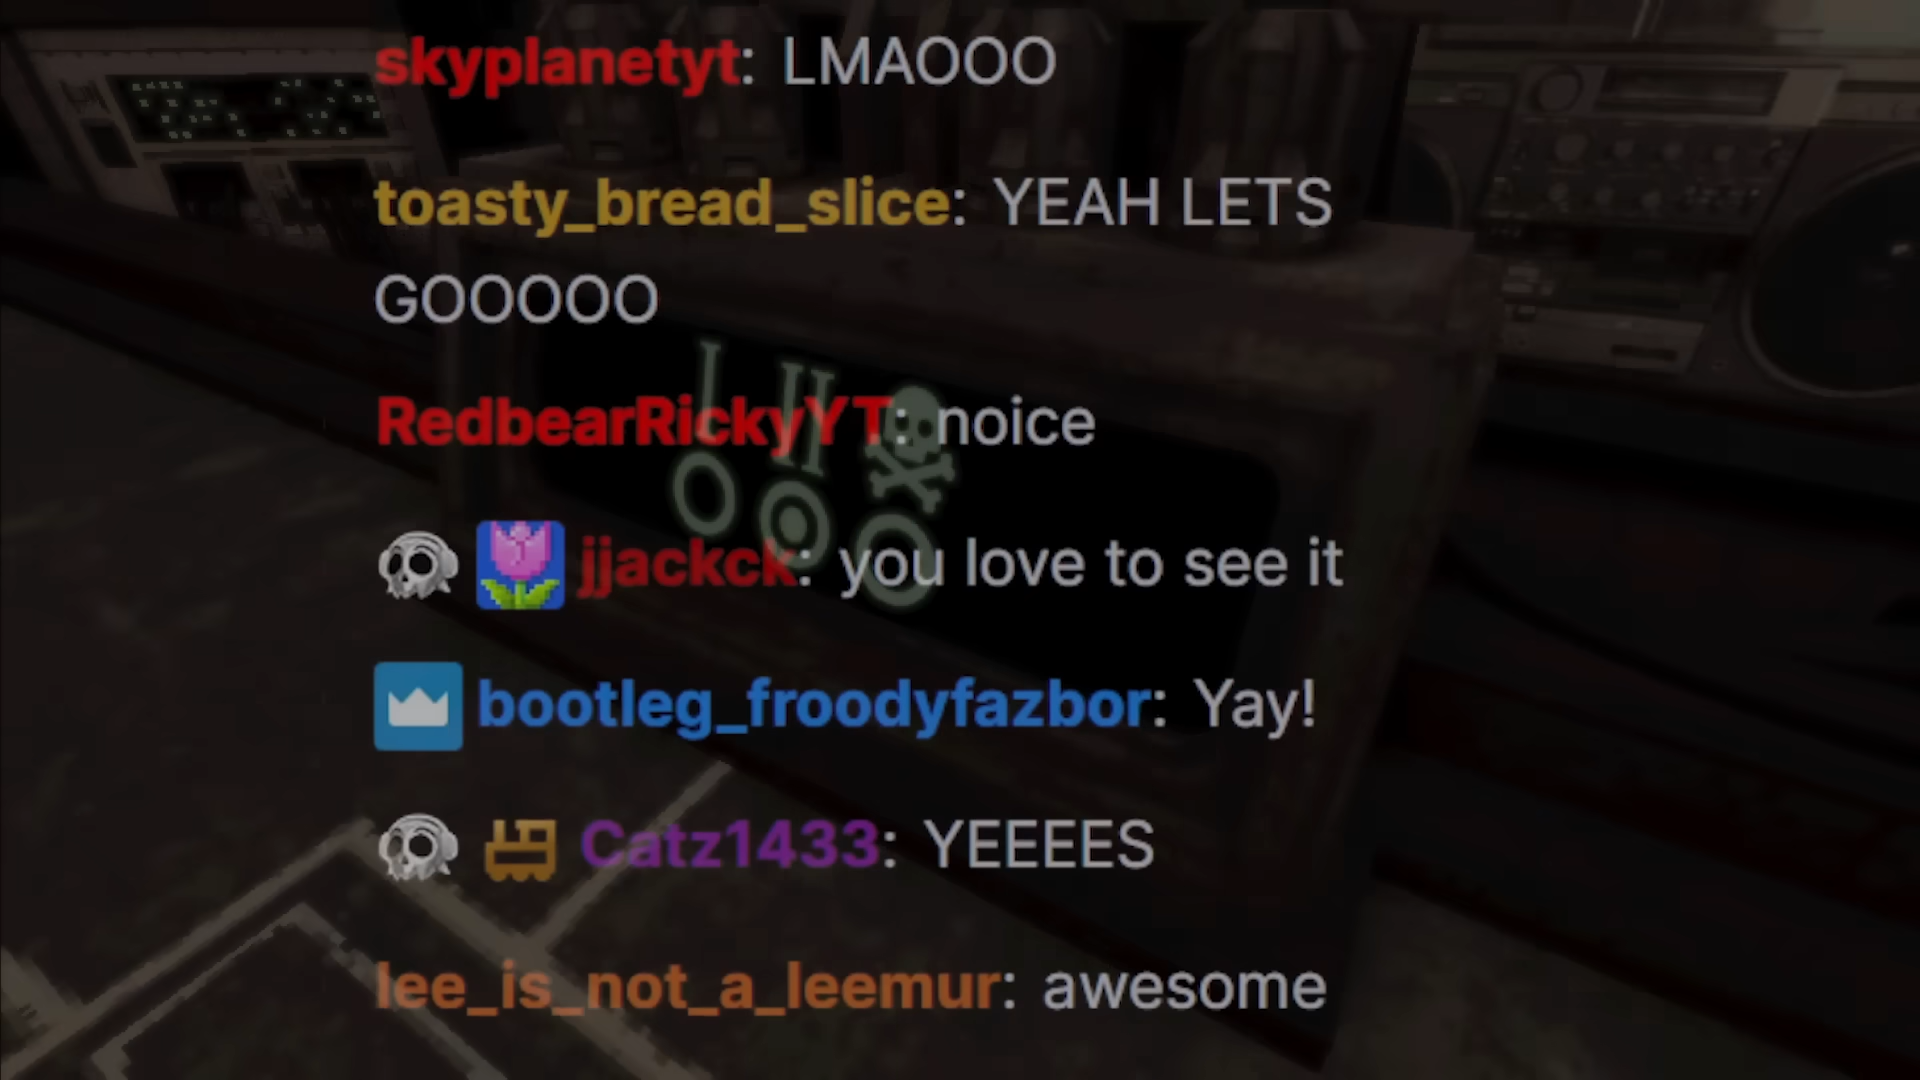 skyplanetyt: LMAOOO
toasty_bread_slice: YEAH LETS
GOOOOO
I II
RedbearRickyYT: noice
jjackck: you love to see it
bootleg_froodyfazbor: Yay!
Catz1433: YEEEES
lee_is_not_a_leemur: awesome